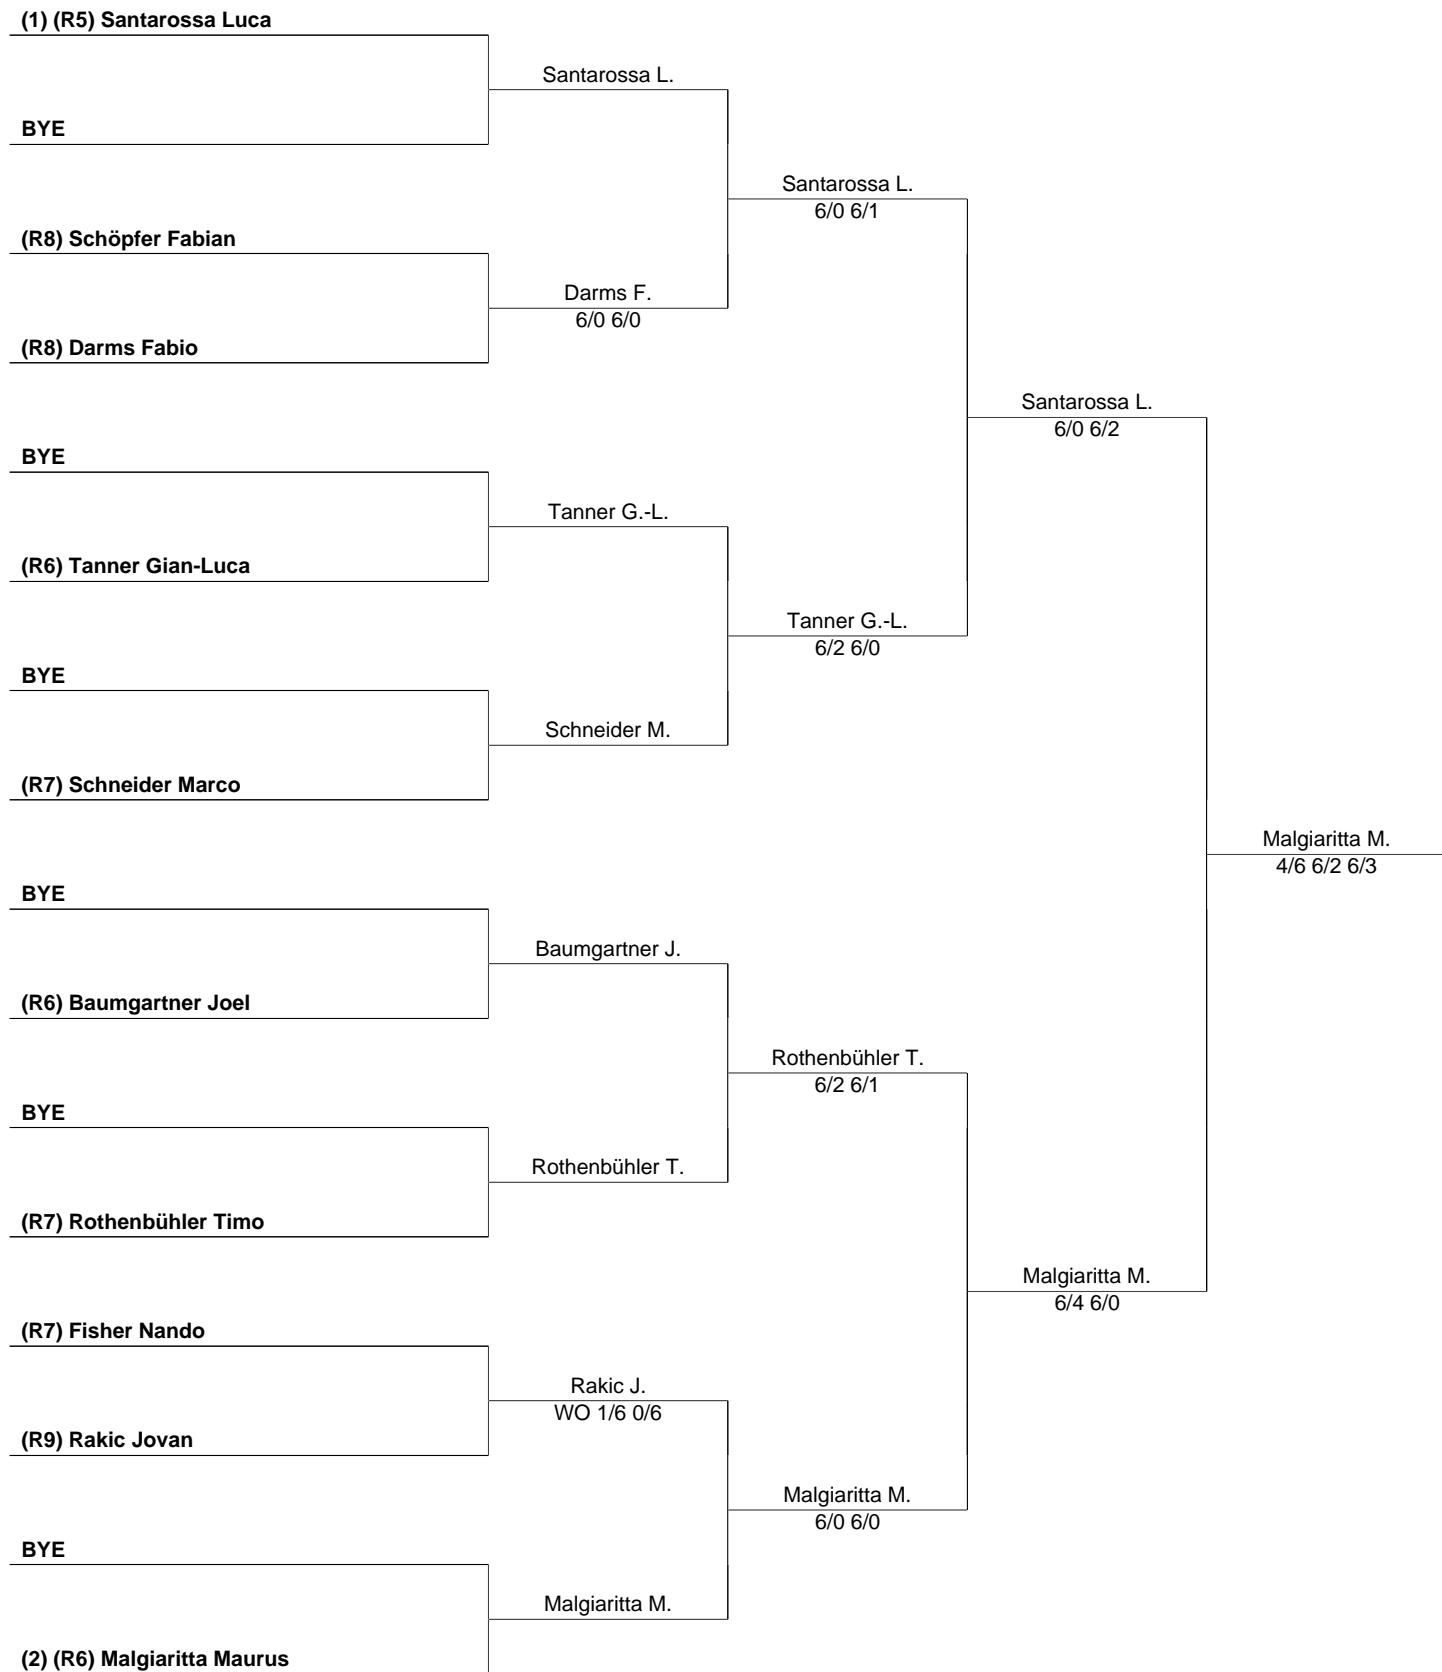 (1) (R5) Santarossa Luca
Santarossa L.
BYE
Santarossa L.
6/0 6/1
(R8) Schöpfer Fabian
Darms F.
6/0 6/0
(R8) Darms Fabio
Santarossa L.
6/0 6/2
BYE
Tanner G.-L.
(R6) Tanner Gian-Luca
Tanner G.-L.
6/2 6/0
BYE
Schneider M.
(R7) Schneider Marco
Malgiaritta M.
4/6 6/2 6/3
BYE
Baumgartner J.
(R6) Baumgartner Joel
Rothenbühler T.
6/2 6/1
BYE
Rothenbühler T.
(R7) Rothenbühler Timo
Malgiaritta M.
6/4 6/0
(R7) Fisher Nando
Rakic J.
WO 1/6 0/6
(R9) Rakic Jovan
Malgiaritta M.
6/0 6/0
BYE
Malgiaritta M.
(2) (R6) Malgiaritta Maurus